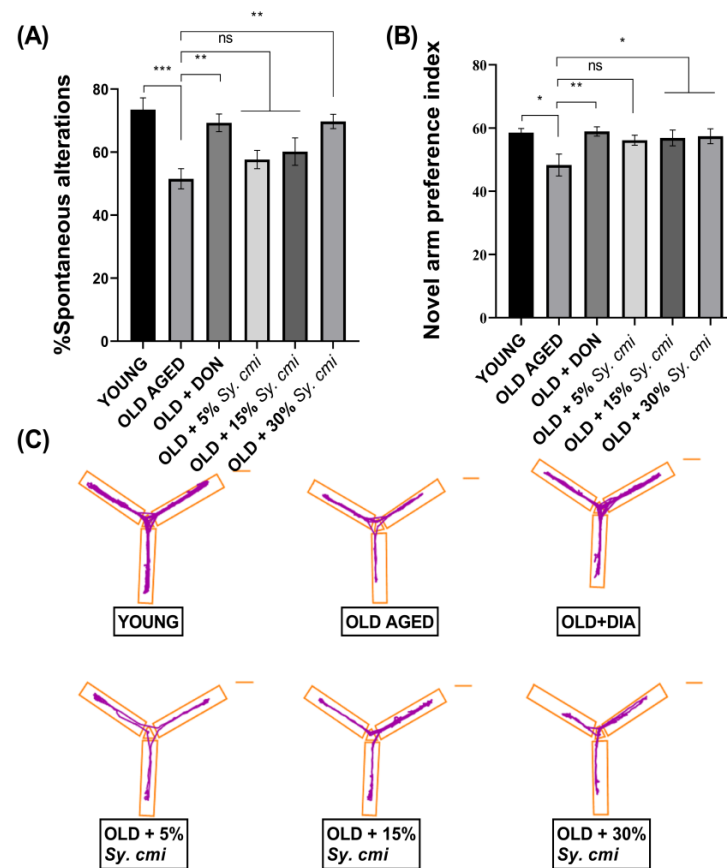 (A)
%Spontaneous alterations
80
60
40
20
0
***
**
ns
**
YOUNG
OLD AGED
OLD + DON
OLD + 5% Sy. cmi
OLD + 15% Sy. cmi
OLD + 30% Sy. cmi
(B)
Novel arm preference index
80
60
40
20
0
*
**
ns
*
YOUNG
OLD AGED
OLD + DON
OLD + 5% Sy. cmi
OLD + 15% Sy. cmi
OLD + 30% Sy. cmi
(C)
YOUNG
OLD AGED
OLD+DIA
OLD + 5%
Sy. cmi
OLD + 15%
Sy. cmi
OLD + 30%
Sy. cmi